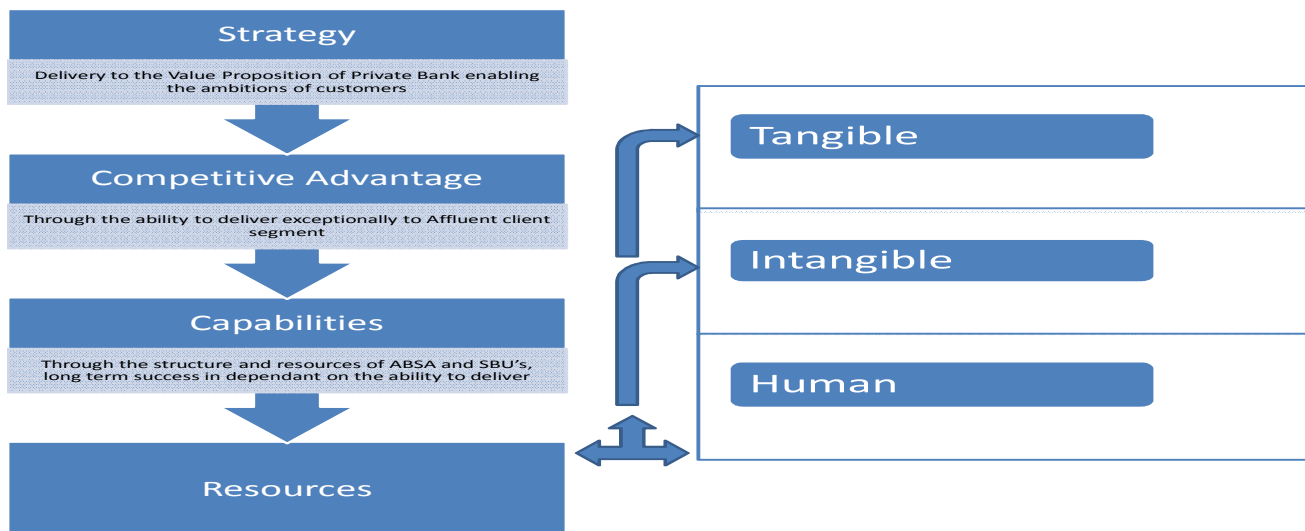 Strategy
Delivery to the Value Proposition of Private Bank enabling
the ambitions of customers
Competitive Advantage
Through the ability to deliver exceptionally to Affluent client
segment
Capabilities
Through the structure and resources of ABSA and SBU's,
long term success in dependant on the ability to deliver
Resources
Tangible
Intangible
Human